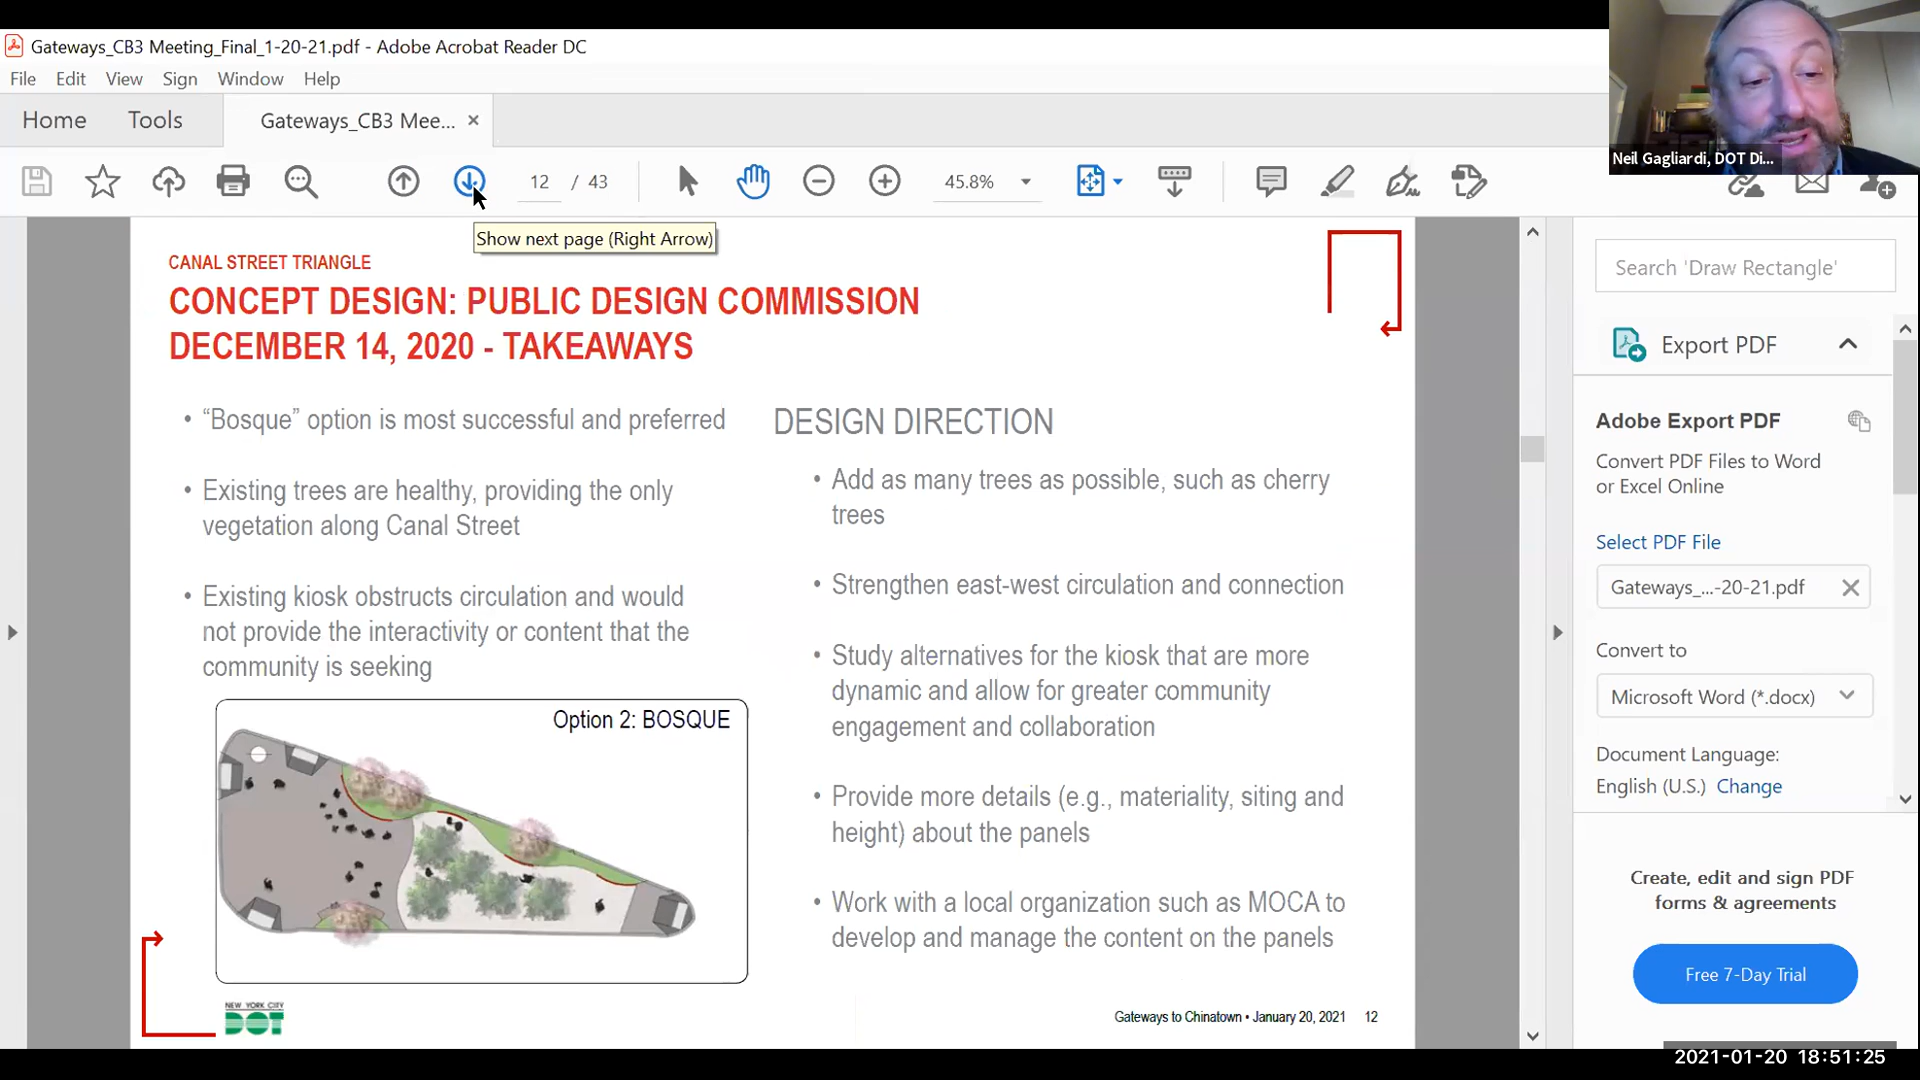 Gateways_CB3 Meeting_Final_1-20-21.pdf - Adobe Acrobat Reader DC
File Edit View Sign Window Help
Home Tools Gateways_CB3 Mee... ×
12 / 43 45.8%
Neil Gagliardi, DOT Di...
Show next page (Right Arrow)
CANAL STREET TRIANGLE
CONCEPT DESIGN: PUBLIC DESIGN COMMISSION
DECEMBER 14, 2020 - TAKEAWAYS
• “Bosque” option is most successful and preferred
• Existing trees are healthy, providing the only
vegetation along Canal Street
• Existing kiosk obstructs circulation and would
not provide the interactivity or content that the
community is seeking
Option 2: BOSQUE
DESIGN DIRECTION
• Add as many trees as possible, such as cherry
trees
• Strengthen east-west circulation and connection
• Study alternatives for the kiosk that are more
dynamic and allow for greater community
engagement and collaboration
• Provide more details (e.g., materiality, siting and
height) about the panels
• Work with a local organization such as MOCA to
develop and manage the content on the panels
NEW YORK CITY
DOT
Gateways to Chinatown • January 20, 2021 12
Search 'Draw Rectangle'
Export PDF
Adobe Export PDF
Convert PDF Files to Word
or Excel Online
Select PDF File
Gateways_...-20-21.pdf
Convert to
Microsoft Word (*.docx)
Document Language:
English (U.S.) Change
Create, edit and sign PDF
forms & agreements
Free 7-Day Trial
2021-01-20 18:51:25